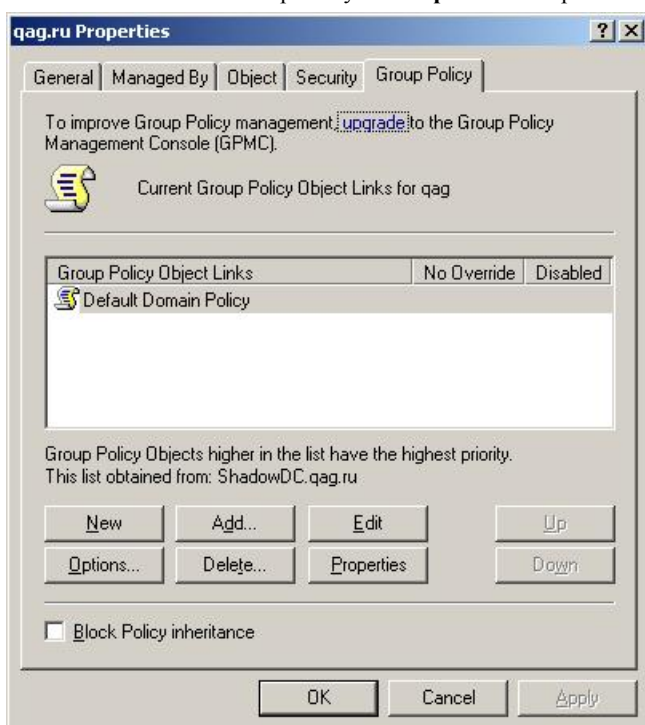 qag.ru Properties
General Managed By Object Security Group Policy
To improve Group Policy management, upgrade to the Group Policy
Management Console (GPMC).
Current Group Policy Object Links for qag
Group Policy Object Links No Override Disabled
Default Domain Policy
Group Policy Objects higher in the list have the highest priority.
This list obtained from: ShadowDC.qag.ru
New Add... Edit Up
Options... Delete... Properties Down
Block Policy inheritance
OK Cancel Apply